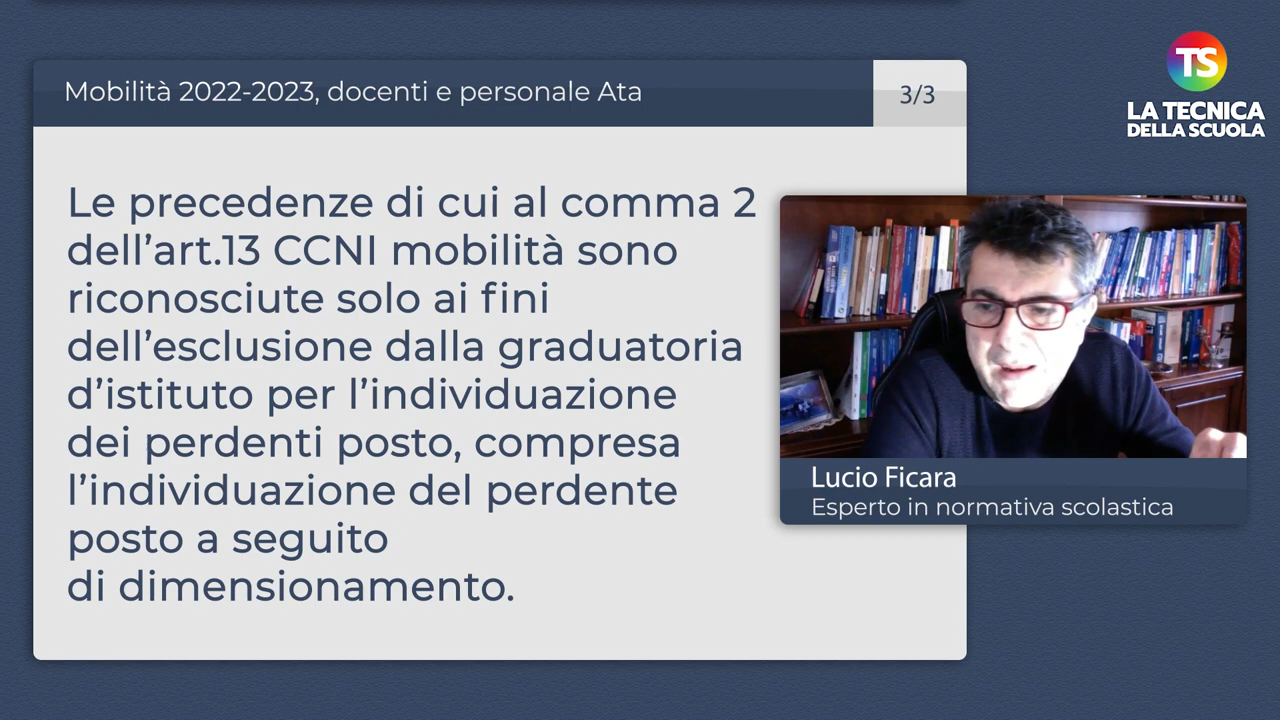 Mobilità 2022-2023, docenti e personale Ata
3/3
TS
LA TECNICA
DELLA SCUOLA
Le precedenze di cui al comma 2
dell’art.13 CCNI mobilità sono
riconosciute solo ai fini
dell’esclusione dalla graduatoria
d’istituto per l’individuazione
dei perdenti posto, compresa
l’individuazione del perdente
posto a seguito
di dimensionamento.
Lucio Ficara
Esperto in normativa scolastica